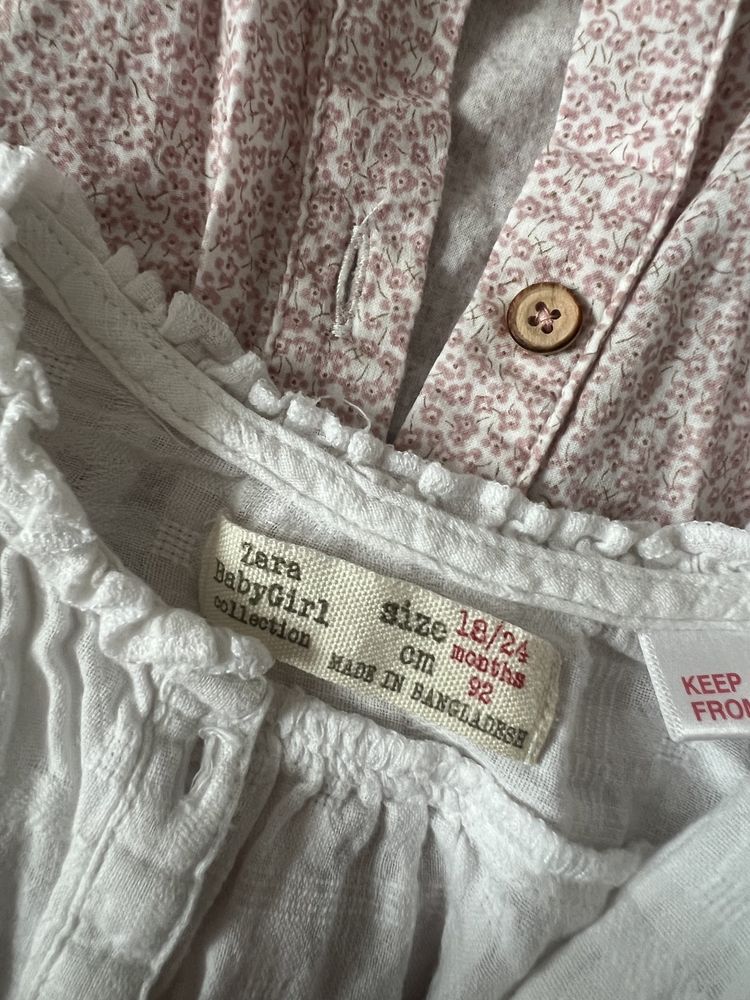 Zara
BabyGirl
collection
size 18/24
months
cm 92
MADE IN BANGLADESH
KEEP
FROM